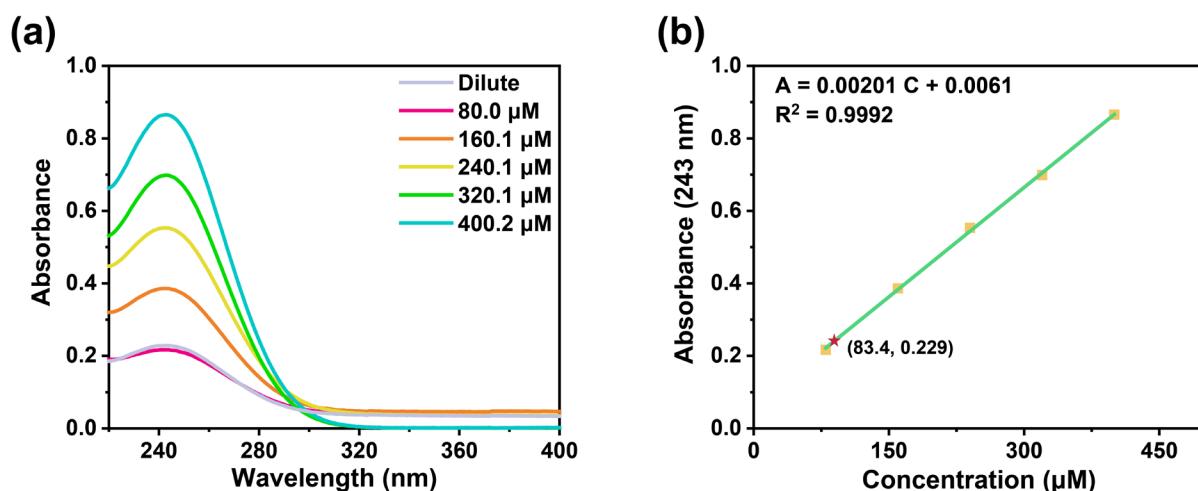 (a)
Absorbance
1.0
0.8
0.6
0.4
0.2
0.0
240
280
320
360
400
Wavelength (nm)
Dilute
80.0 μM
160.1 μM
240.1 μM
320.1 μM
400.2 μM
(b)
Absorbance (243 nm)
1.0
0.8
0.6
0.4
0.2
0.0
0
150
300
450
Concentration (μM)
A = 0.00201 C + 0.0061
R² = 0.9992
(83.4, 0.229)